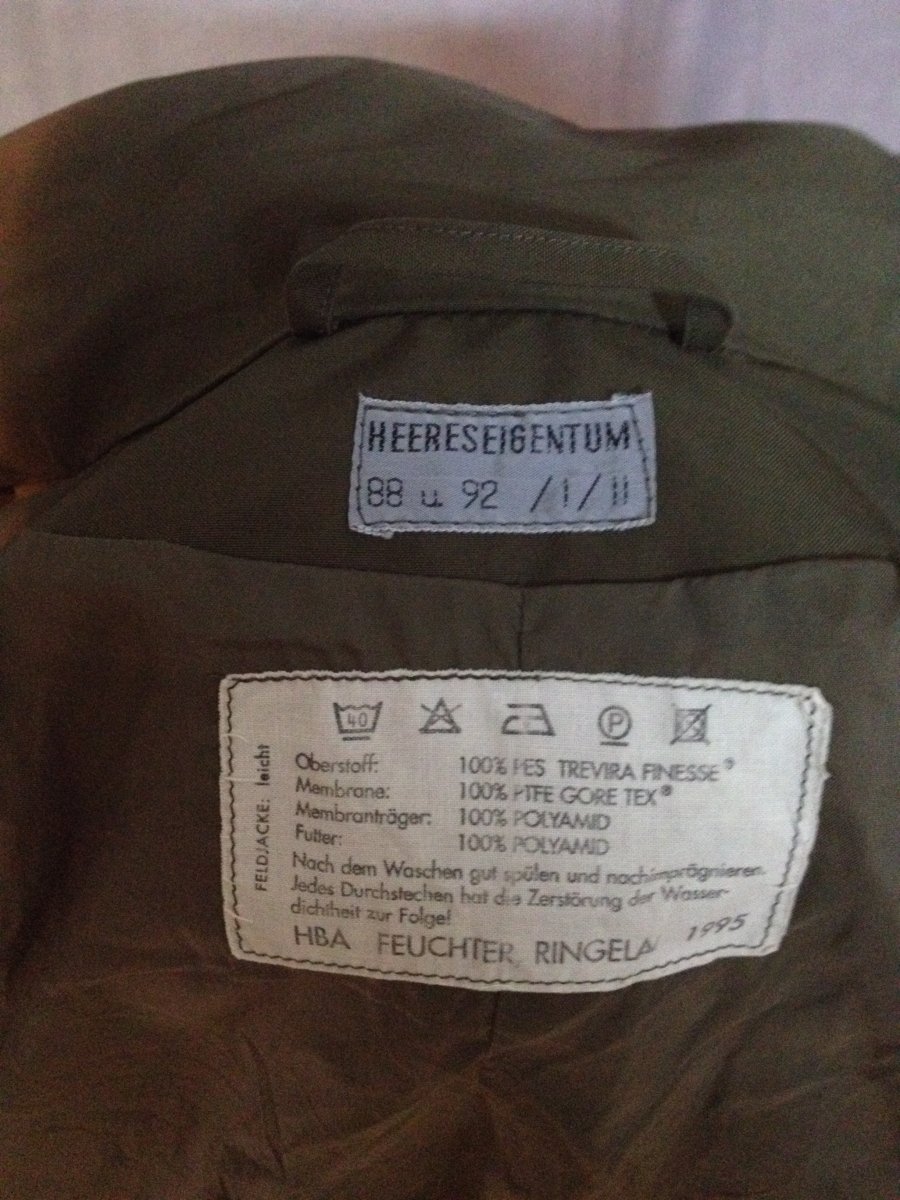 HEERESEIGENTUM
88 u 92 /I/II
40
P
FELDJACKE: leicht
Oberstoff: 100% PES TREVIRA FINESSE®
Membrane: 100% PTFE GORE TEX®
Membranträger: 100% POLYAMID
Futter: 100% POLYAMID
Nach dem Waschen gut spülen und nachimprägnieren.
Jedes Durchstechen hat die Zerstörung der Wasser-
dichtheit zur Folge!
HBA FEUCHTER, RINGELA 1995